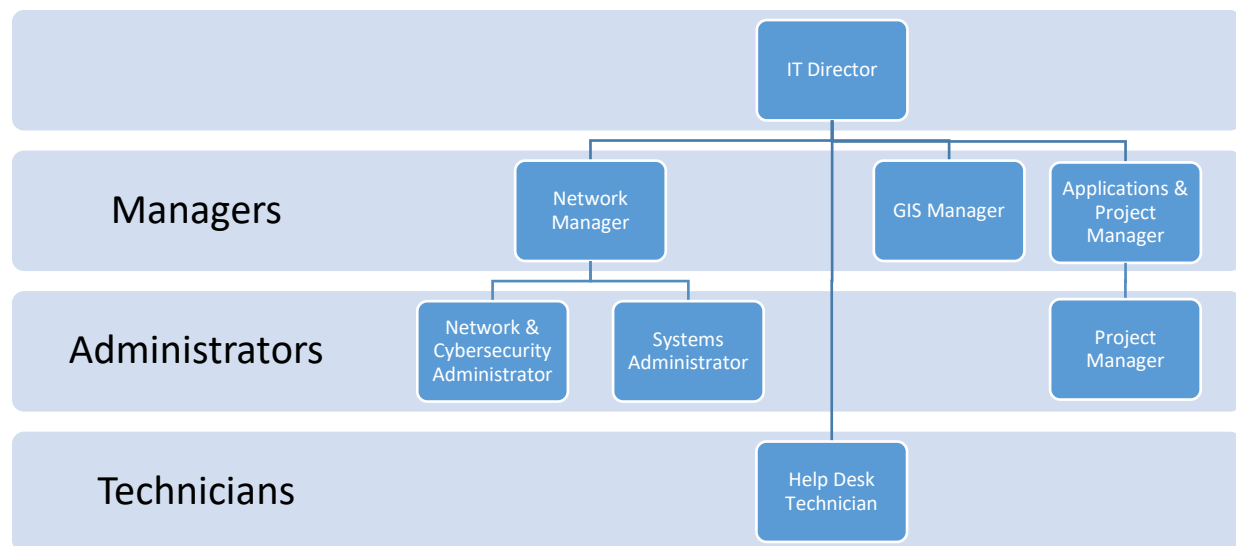 IT Director
Managers
Network
Manager
GIS Manager
Applications &
Project
Manager
Administrators
Network &
Cybersecurity
Administrator
Systems
Administrator
Project
Manager
Technicians
Help Desk
Technician